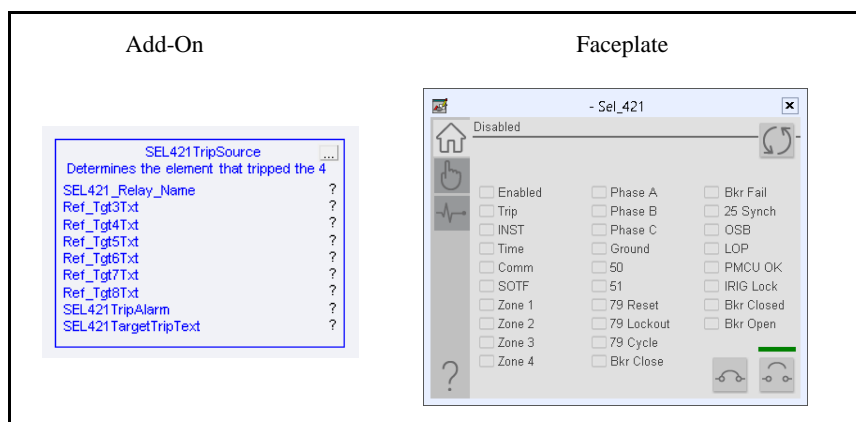 Add-On
Faceplate
SEL421TripSource
...
Determines the element that tripped the 4
SEL421_Relay_Name ?
Ref_Tgt3Txt ?
Ref_Tgt4Txt ?
Ref_Tgt5Txt ?
Ref_Tgt6Txt ?
Ref_Tgt7Txt ?
Ref_Tgt8Txt ?
SEL421TripAlarm ?
SEL421TargetTripText ?
- Sel_421
Disabled
Enabled Phase A Bkr Fail
Trip Phase B 25 Synch
INST Phase C OSB
Time Ground LOP
Comm 50 PMCU OK
SOTF 51 IRIG Lock
Zone 1 79 Reset Bkr Closed
Zone 2 79 Lockout Bkr Open
Zone 3 79 Cycle
Zone 4 Bkr Close
?